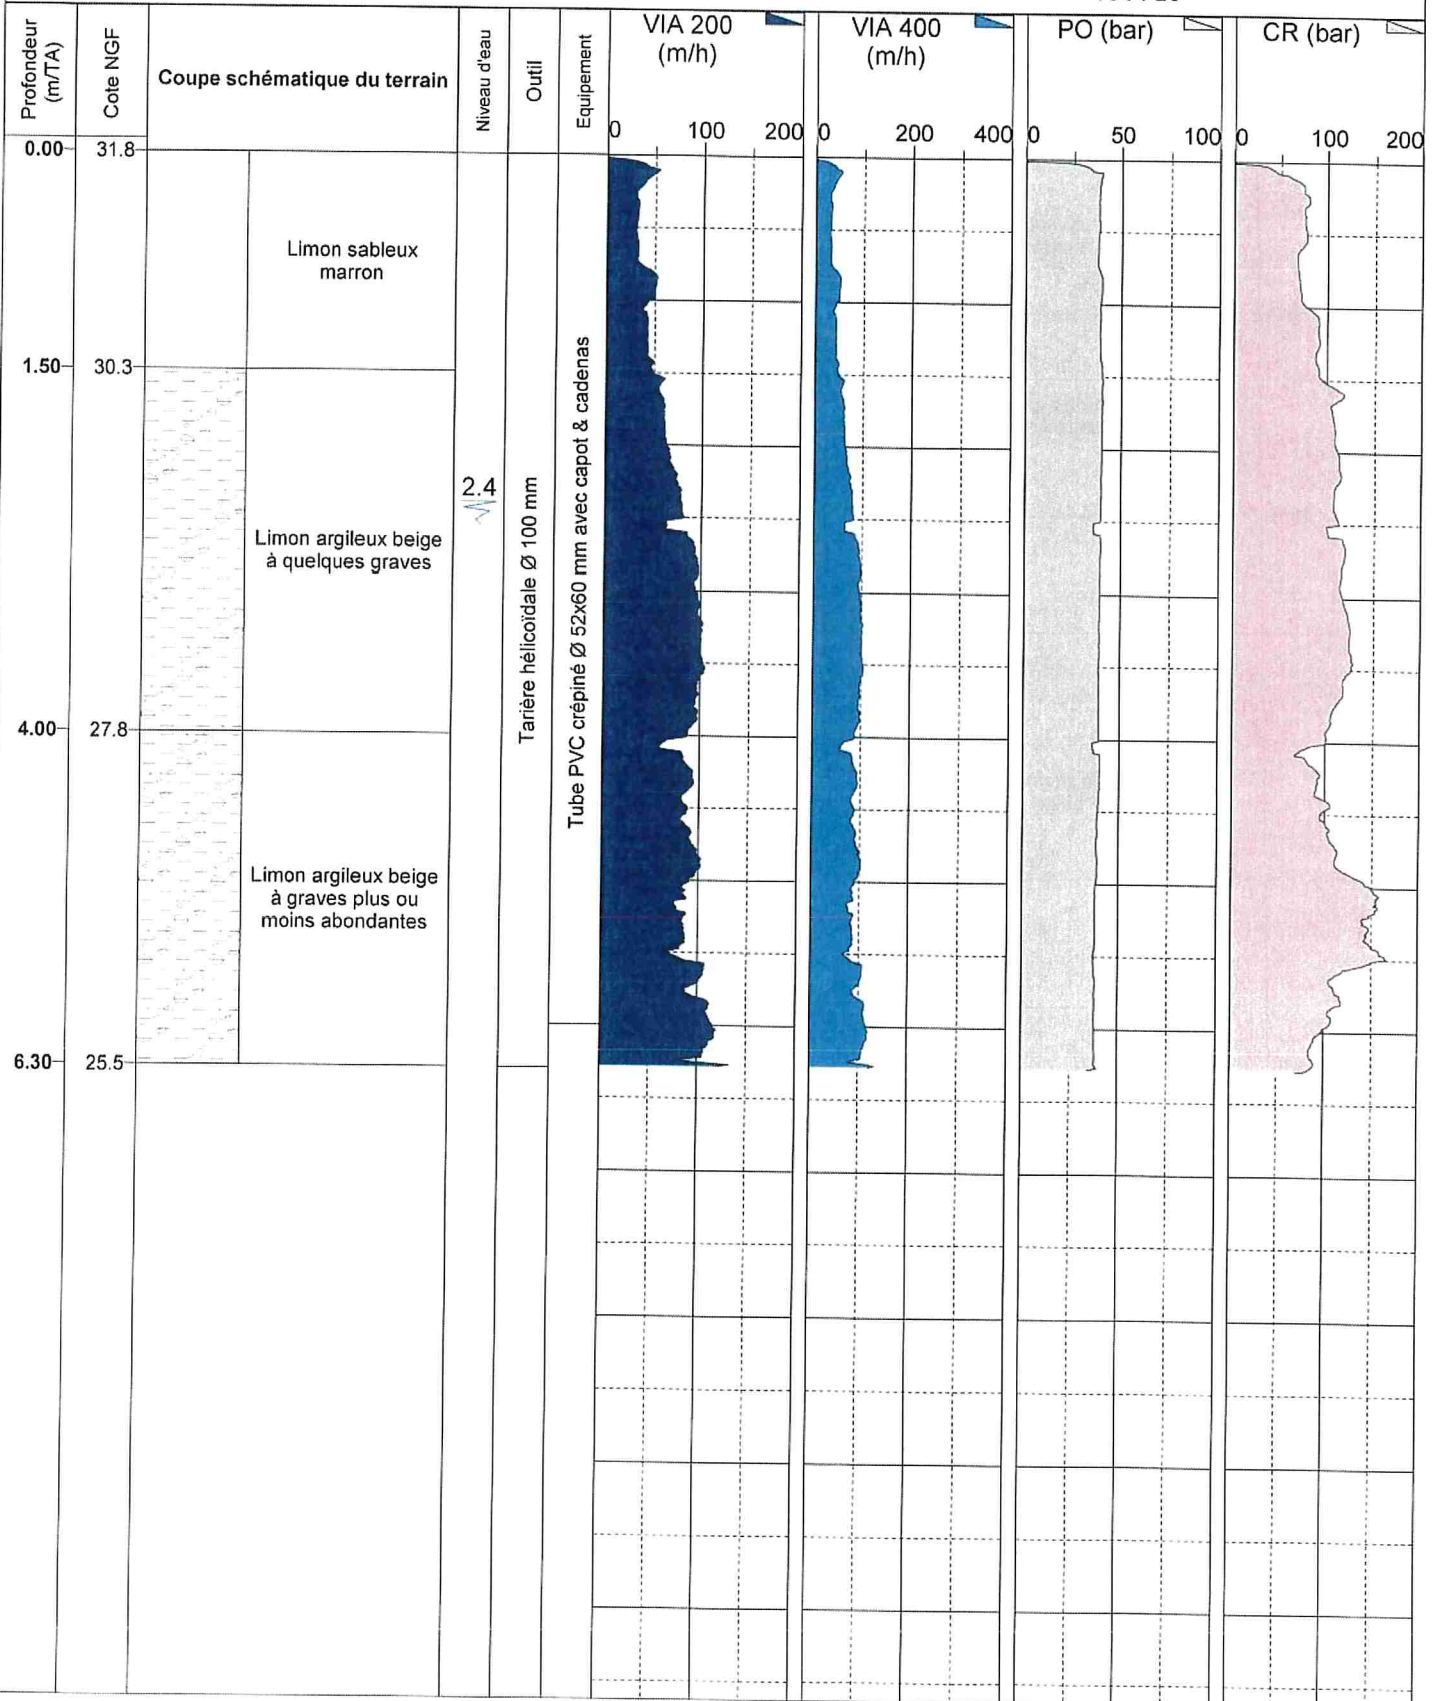 Profondeur
(m/TA)
Cote NGF
Coupe schématique du terrain
Niveau d'eau
Outil
Equipement
VIA 200
(m/h)
VIA 400
(m/h)
PO (bar)
CR (bar)
0 100 200
0 200 400
0 50 100
0 100 200
0.00 31.8
Limon sableux
marron
1.50 30.3
2.4
Limon argileux beige
à quelques graves
Tarière hélicoïdale Ø 100 mm
Tube PVC crépiné Ø 52x60 mm avec capot & cadenas
4.00 27.8
Limon argileux beige
à graves plus ou
moins abondantes
6.30 25.5